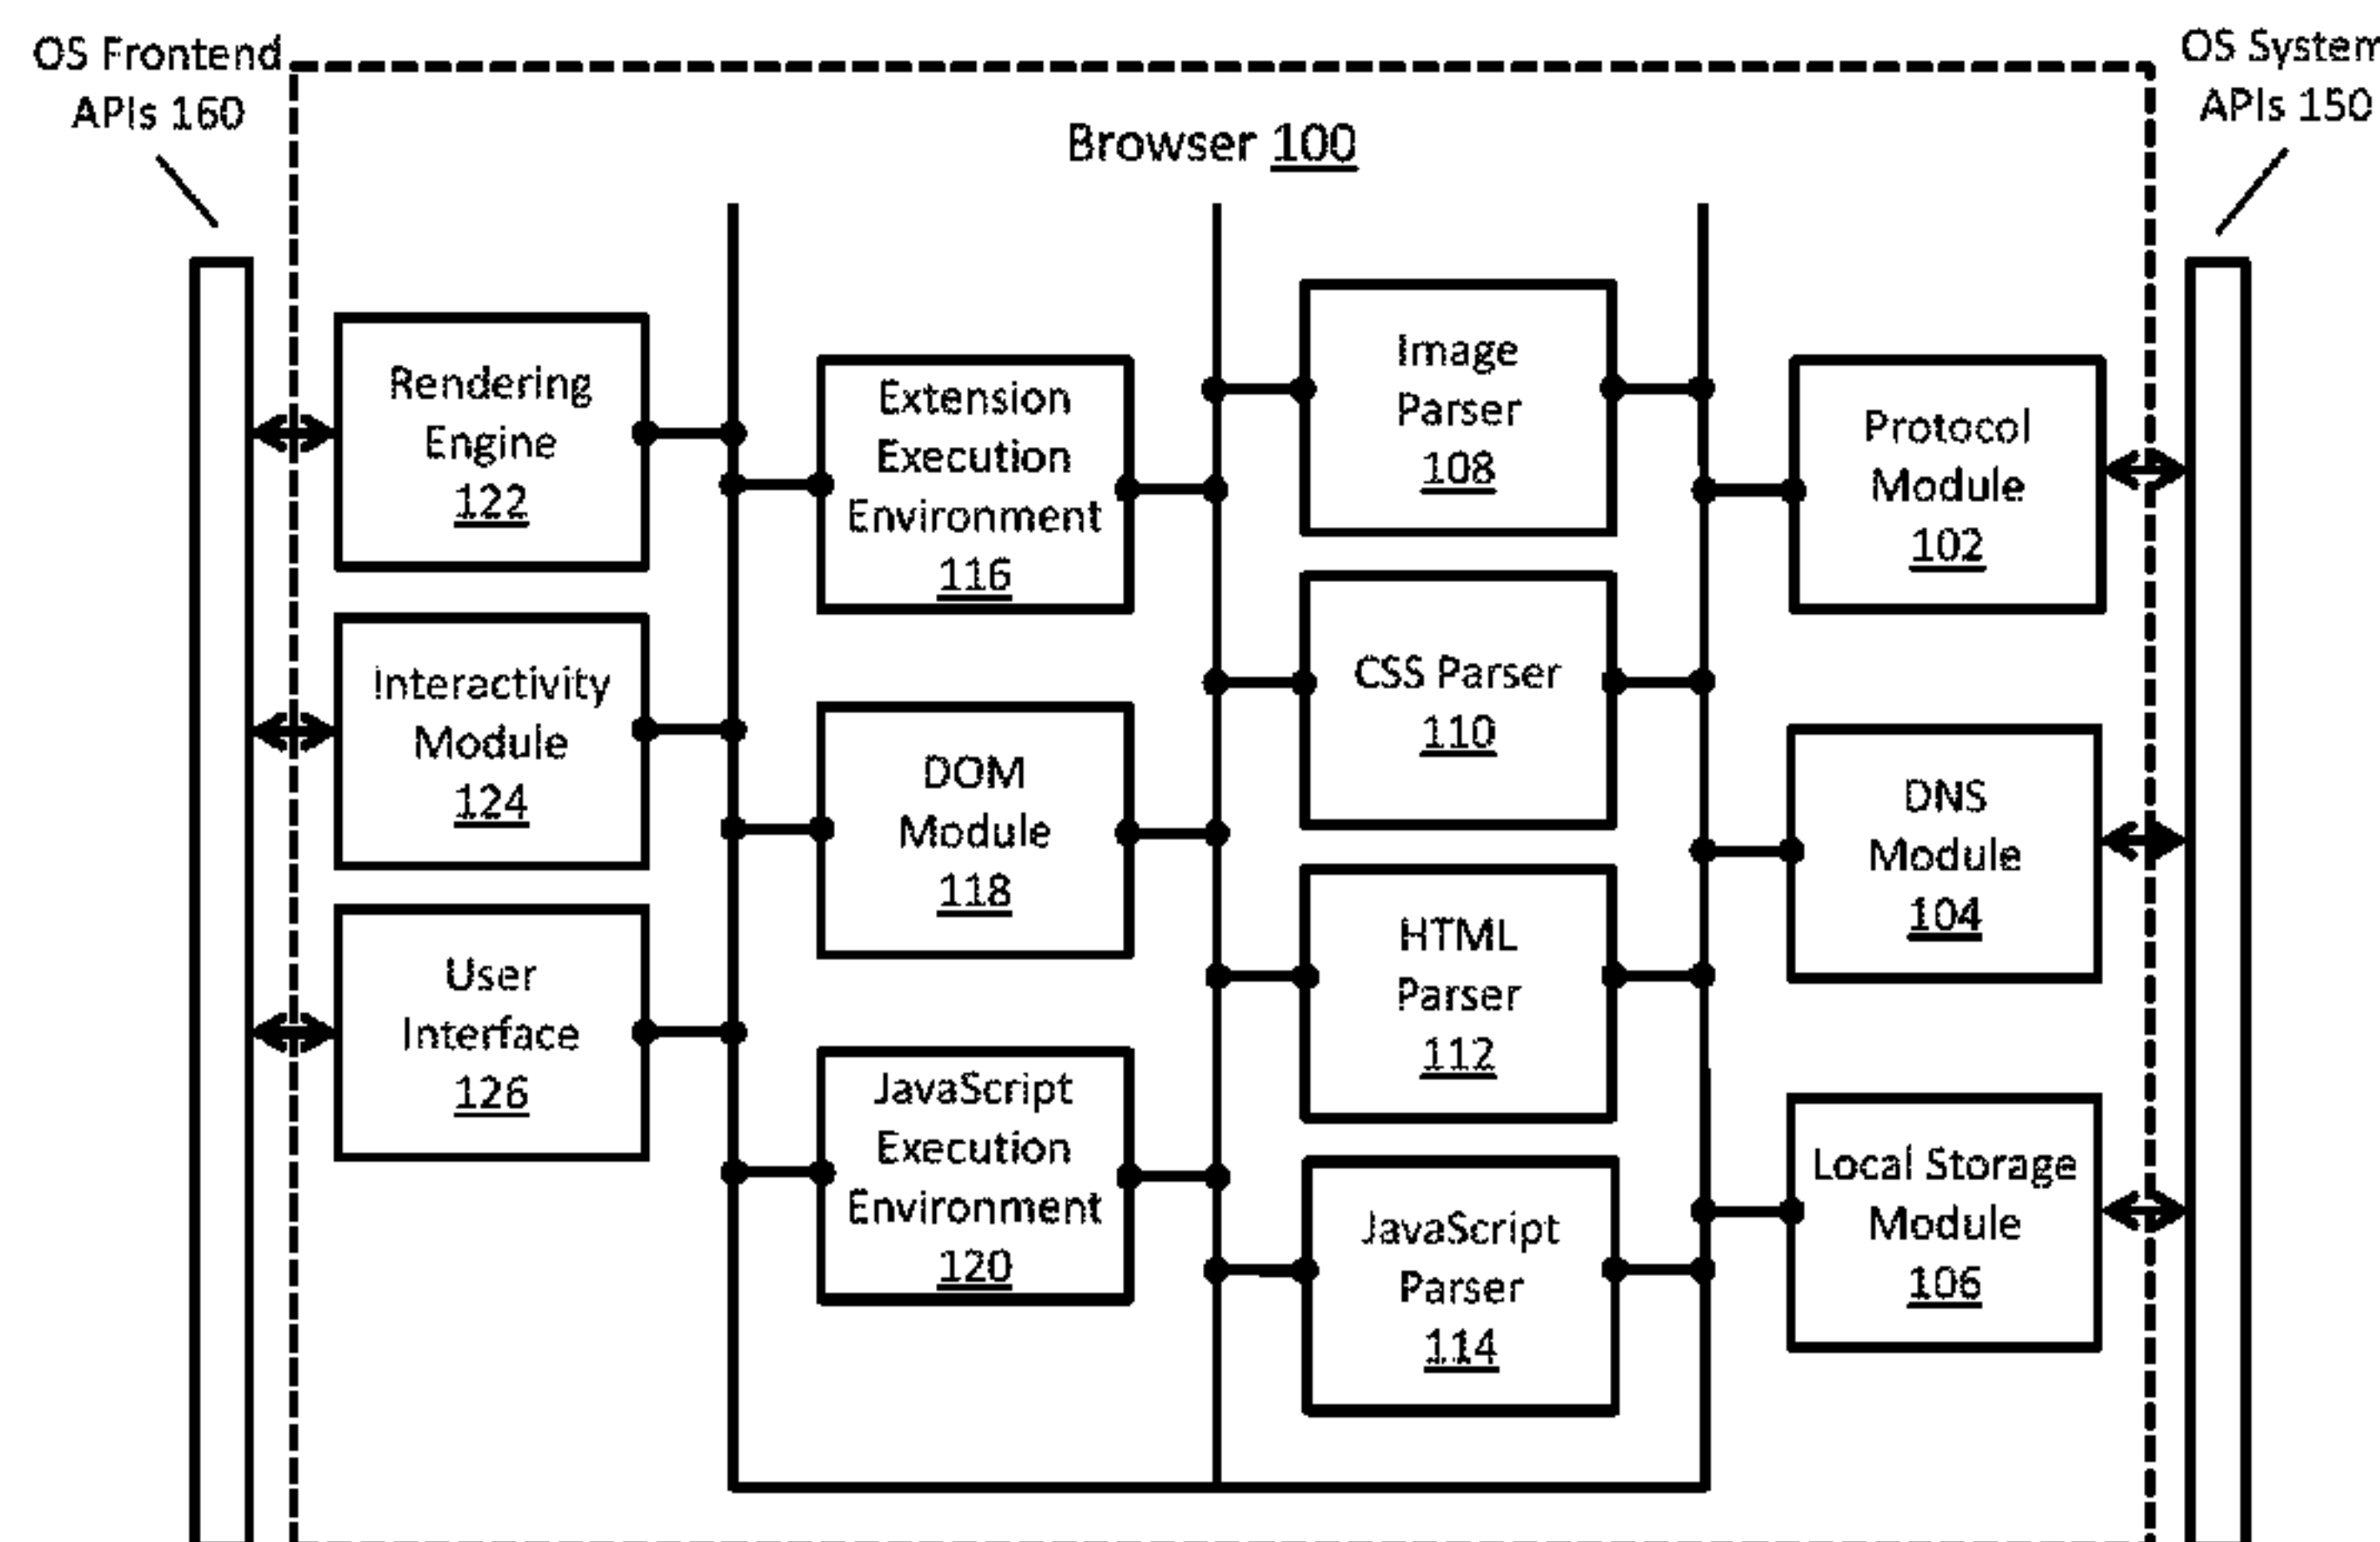 OS Frontend
APIs 160
OS System
APIs 150
Browser 100
Rendering
Engine
122
Interactivity
Module
124
User
Interface
126
Extension
Execution
Environment
116
DOM
Module
118
JavaScript
Execution
Environment
120
Image
Parser
108
CSS Parser
110
HTML
Parser
112
JavaScript
Parser
114
Protocol
Module
102
DNS
Module
104
Local Storage
Module
106